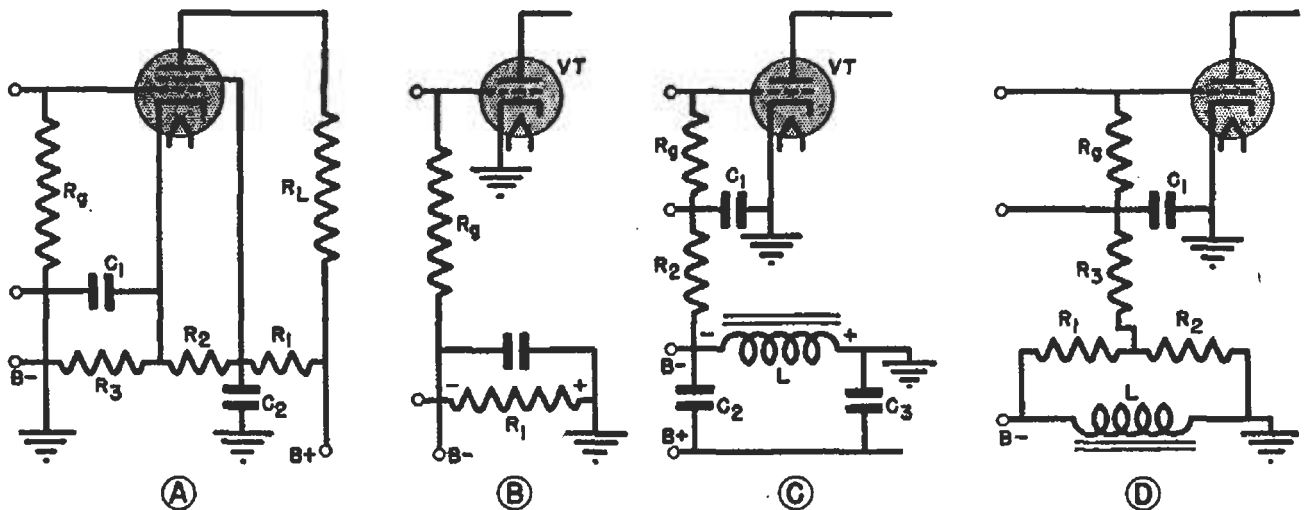 Rg
C1
RL
R3
R2
R1
C2
B-
B+
A
VT
Rg
R1
B-
B
VT
Rg
C1
R2
L
B-
C2
C3
B+
C
Rg
C1
R3
R1
R2
L
B-
D